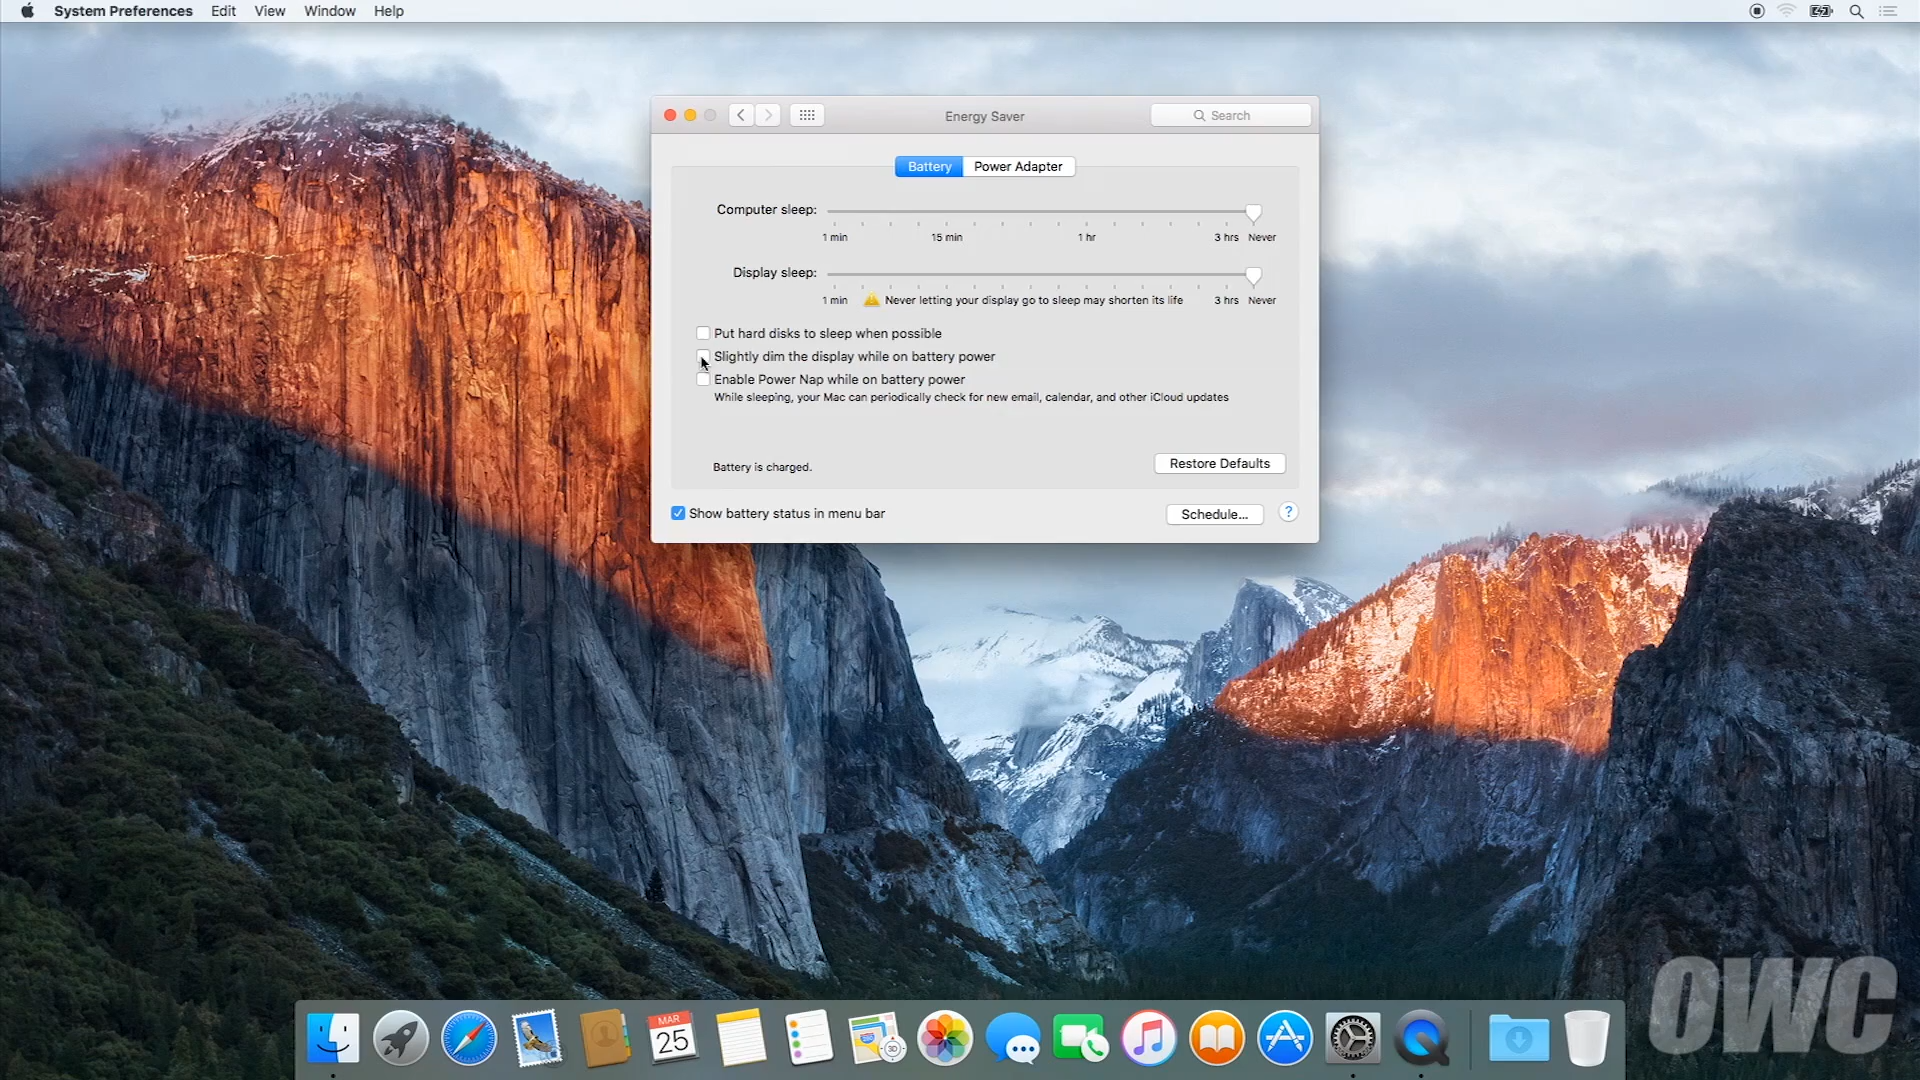 System Preferences Edit View Window Help
Energy Saver
Search
Battery Power Adapter
Computer sleep:
1 min 15 min 1 hr 3 hrs Never
Display sleep:
1 min Never letting your display go to sleep may shorten its life 3 hrs Never
Put hard disks to sleep when possible
Slightly dim the display while on battery power
Enable Power Nap while on battery power
While sleeping, your Mac can periodically check for new email, calendar, and other iCloud updates
Battery is charged.
Restore Defaults
Show battery status in menu bar
Schedule...
?
OWC
MAR
25
3D